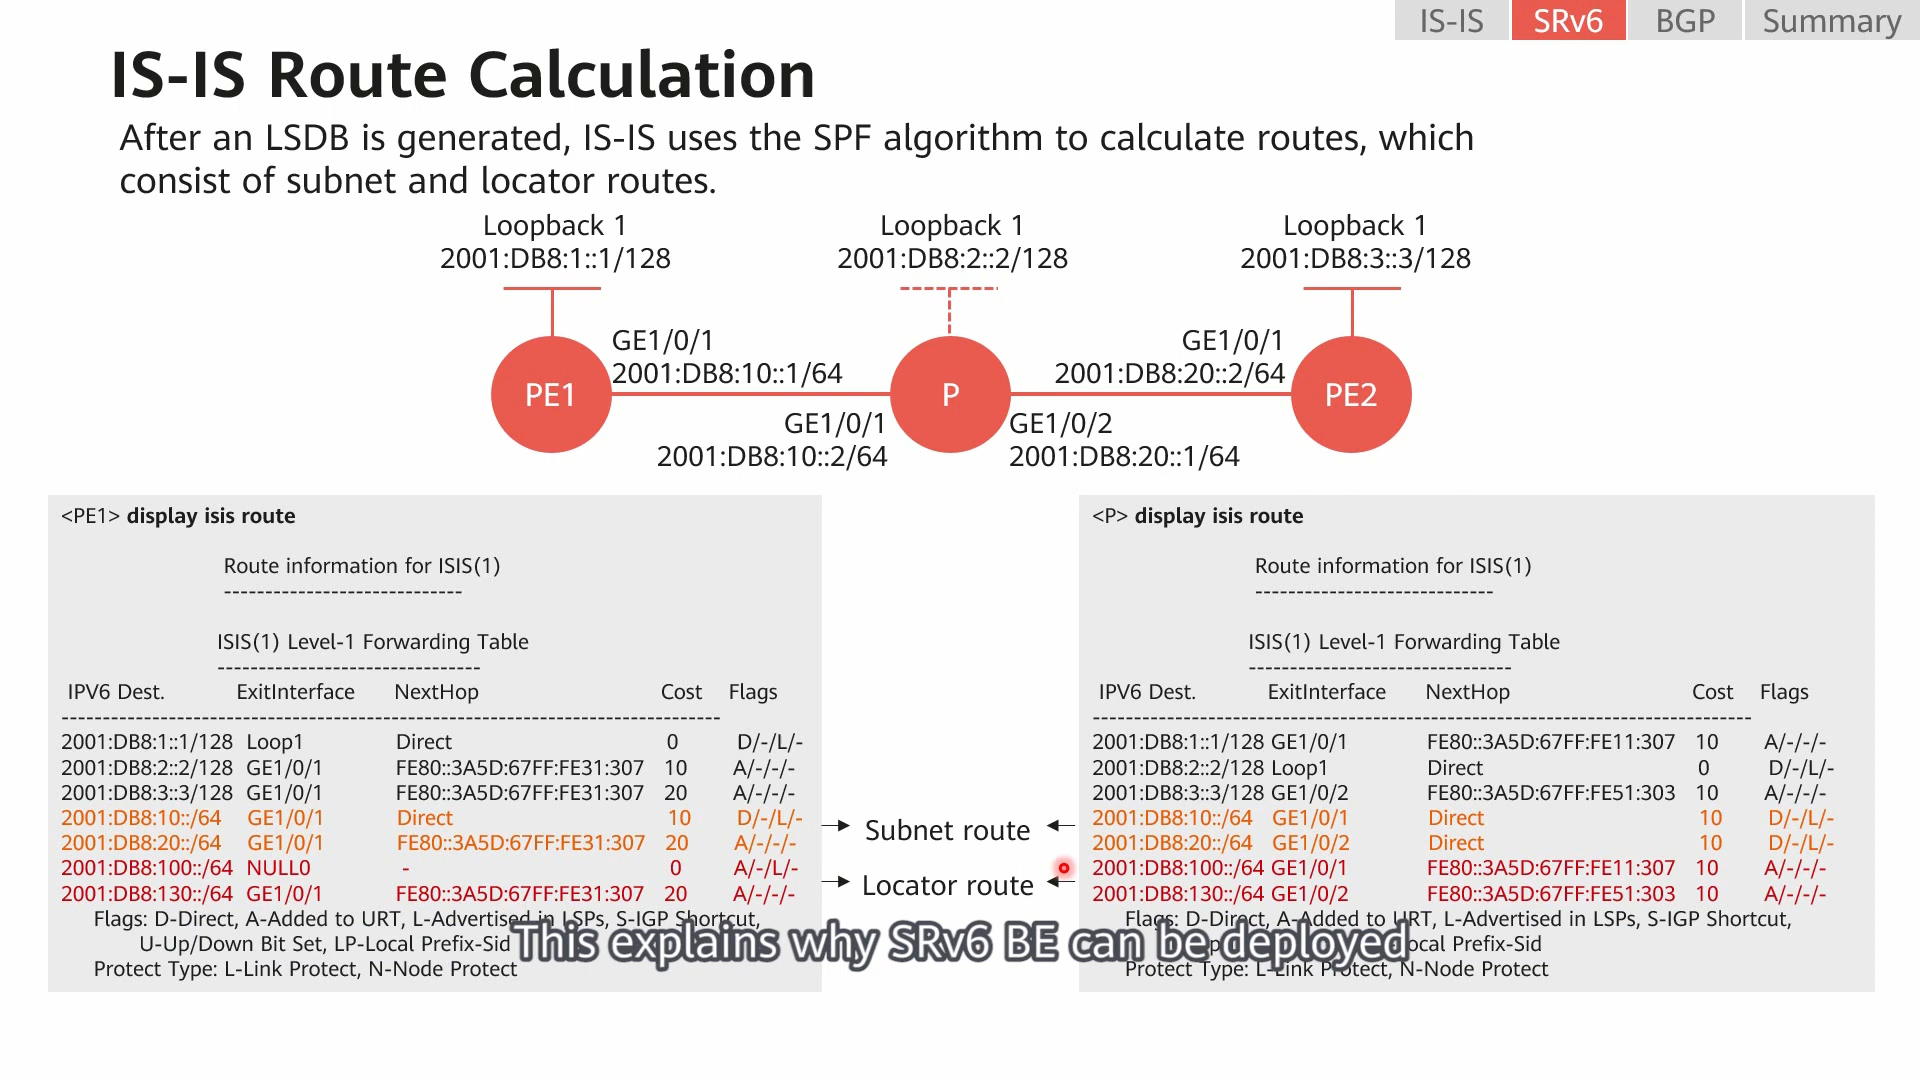 IS-IS SRv6 BGP Summary
IS-IS Route Calculation
After an LSDB is generated, IS-IS uses the SPF algorithm to calculate routes, which
consist of subnet and locator routes.
Loopback 1
2001:DB8:1::1/128
Loopback 1
2001:DB8:2::2/128
Loopback 1
2001:DB8:3::3/128
GE1/0/1
2001:DB8:10::1/64
GE1/0/1
2001:DB8:20::2/64
PE1
P
PE2
GE1/0/1
2001:DB8:10::2/64
GE1/0/2
2001:DB8:20::1/64
<PE1> display isis route
Route information for ISIS(1)
-----------------------------
ISIS(1) Level-1 Forwarding Table
--------------------------------
IPV6 Dest. ExitInterface NextHop Cost Flags
--------------------------------------------------------------------------------
2001:DB8:1::1/128 Loop1 Direct 0 D/-/L/-
2001:DB8:2::2/128 GE1/0/1 FE80::3A5D:67FF:FE31:307 10 A/-/-/-
2001:DB8:3::3/128 GE1/0/1 FE80::3A5D:67FF:FE31:307 20 A/-/-/-
2001:DB8:10::/64 GE1/0/1 Direct 10 D/-/L/-
2001:DB8:20::/64 GE1/0/1 FE80::3A5D:67FF:FE31:307 20 A/-/-/-
2001:DB8:100::/64 NULL0 - 0 A/-/L/-
2001:DB8:130::/64 GE1/0/1 FE80::3A5D:67FF:FE31:307 20 A/-/-/-
Flags: D-Direct, A-Added to URT, L-Advertised in LSPs, S-IGP Shortcut,
U-Up/Down Bit Set, LP-Local Prefix-Sid
Protect Type: L-Link Protect, N-Node Protect
Subnet route
Locator route
<P> display isis route
Route information for ISIS(1)
-----------------------------
ISIS(1) Level-1 Forwarding Table
--------------------------------
IPV6 Dest. ExitInterface NextHop Cost Flags
--------------------------------------------------------------------------------
2001:DB8:1::1/128 GE1/0/1 FE80::3A5D:67FF:FE11:307 10 A/-/-/-
2001:DB8:2::2/128 Loop1 Direct 0 D/-/L/-
2001:DB8:3::3/128 GE1/0/2 FE80::3A5D:67FF:FE51:303 10 A/-/-/-
2001:DB8:10::/64 GE1/0/1 Direct 10 D/-/L/-
2001:DB8:20::/64 GE1/0/2 Direct 10 D/-/L/-
2001:DB8:100::/64 GE1/0/1 FE80::3A5D:67FF:FE11:307 10 A/-/-/-
2001:DB8:130::/64 GE1/0/2 FE80::3A5D:67FF:FE51:303 10 A/-/-/-
Flags: D-Direct, A-Added to URT, L-Advertised in LSPs, S-IGP Shortcut,
Prefix-Sid
Protect Type: L-Link Protect, N-Node Protect
This explains why SRv6 BE can be deployed